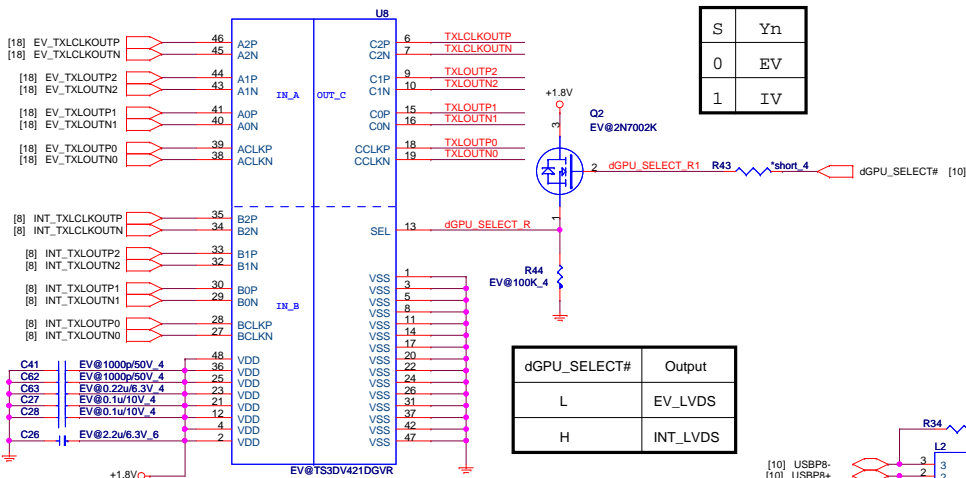 U8
[18] EV_TXLCLKOUTP 46 A2P C2P 6 TXLCLKOUTP
[18] EV_TXLCLKOUTN 45 A2N C2N 7 TXLCLKOUTN
[18] EV_TXLOUTP2 44 A1P C1P 9 TXLOUTP2
[18] EV_TXLOUTN2 43 A1N C1N 10 TXLOUTN2
IN_A OUT_C
[18] EV_TXLOUTP1 41 A0P C0P 15 TXLOUTP1
[18] EV_TXLOUTN1 40 A0N C0N 16 TXLOUTN1
[18] EV_TXLOUTP0 39 ACLKP CCLKP 18 TXLOUTP0
[18] EV_TXLOUTN0 38 ACLKN CCLKN 19 TXLOUTN0
[8] INT_TXLCLKOUTP 35 B2P
[8] INT_TXLCLKOUTN 34 B2N SEL 13 dGPU_SELECT_R
[8] INT_TXLOUTP2 33 B1P
[8] INT_TXLOUTN2 32 B1N
[8] INT_TXLOUTP1 30 B0P
[8] INT_TXLOUTN1 29 B0N
IN_B
[8] INT_TXLOUTP0 28 BCLKP
[8] INT_TXLOUTN0 27 BCLKN
VSS 1
VSS 3
VSS 5
VSS 8
VSS 11
VSS 14
VSS 17
VSS 20
VSS 22
VSS 24
VSS 26
VSS 31
VSS 37
VSS 42
VSS 47
48 VDD
C41 EV@1000p/50V_4 36 VDD
C62 EV@1000p/50V_4 25 VDD
C63 EV@0.22u/6.3V_4 23 VDD
C27 EV@0.1u/10V_4 21 VDD
C28 EV@0.1u/10V_4 12 VDD
4 VDD
C26 EV@2.2u/6.3V_6 2 VDD
+1.8V
EV@TS3DV421DGVR
S Yn
0 EV
1 IV
+1.8V
Q2
EV@2N7002K
3
2 dGPU_SELECT_R1 R43 *short_4 dGPU_SELECT# [10]
1
R44
EV@100K_4
dGPU_SELECT# Output
L EV_LVDS
H INT_LVDS
R34
L2
[10] USBP8- 3 3
[10] USBP8+ 2 2